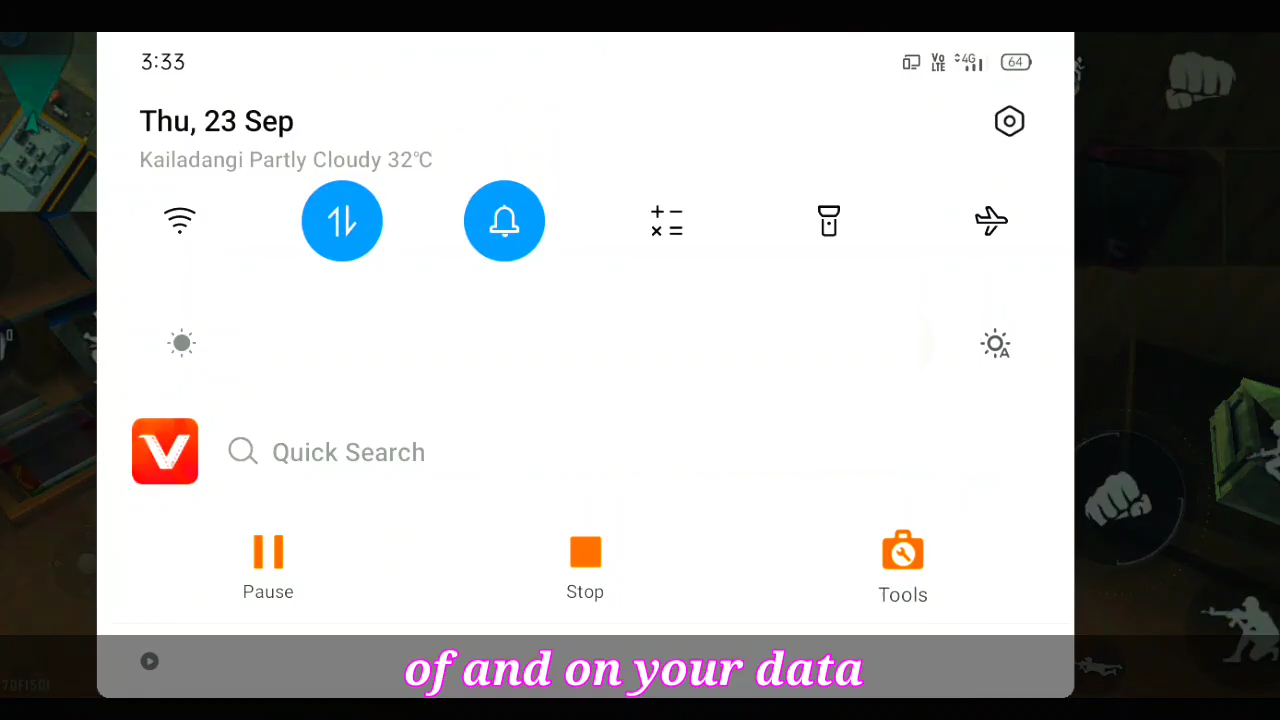 3:33
Vo LTE 4G 64
Thu, 23 Sep
Kailadangi Partly Cloudy 32℃
Quick Search
Pause Stop Tools
of and on your data